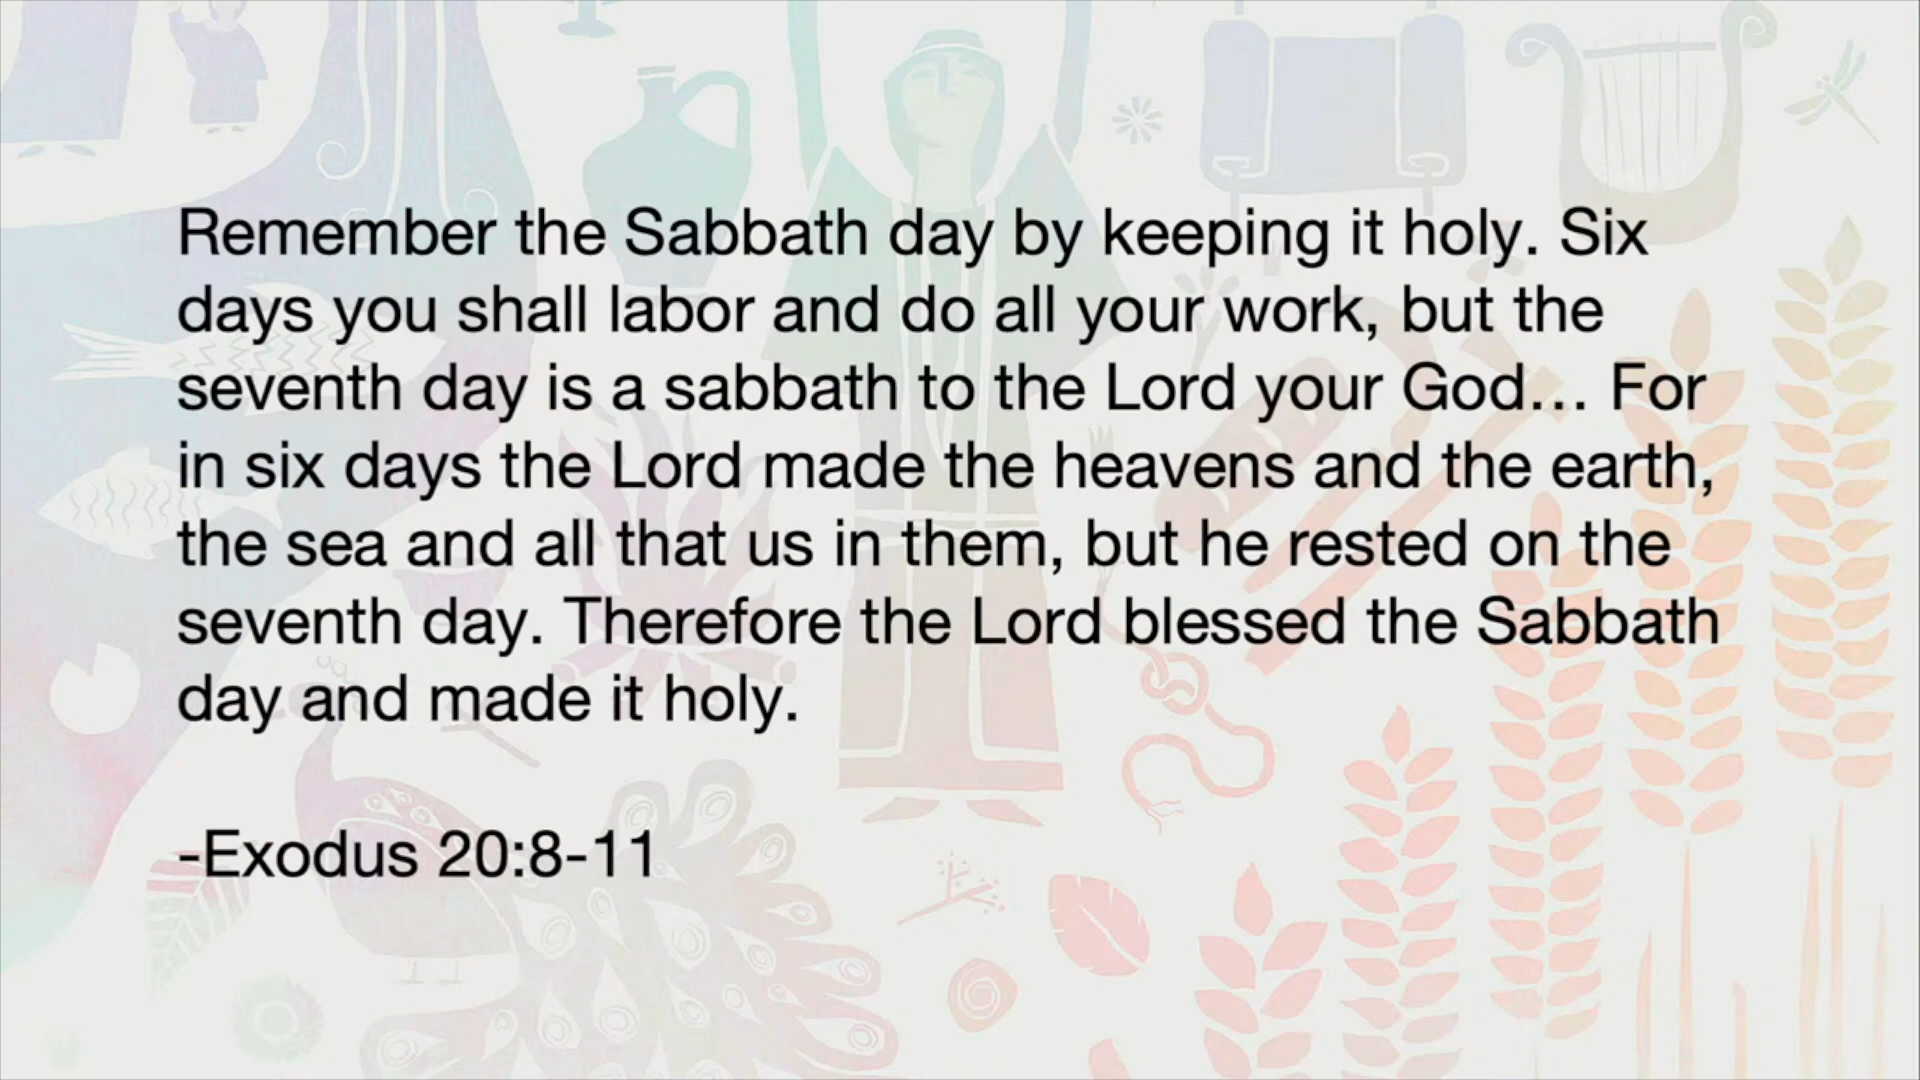 Remember the Sabbath day by keeping it holy. Six
days you shall labor and do all your work, but the
seventh day is a sabbath to the Lord your God… For
in six days the Lord made the heavens and the earth,
the sea and all that us in them, but he rested on the
seventh day. Therefore the Lord blessed the Sabbath
day and made it holy.
-Exodus 20:8-11